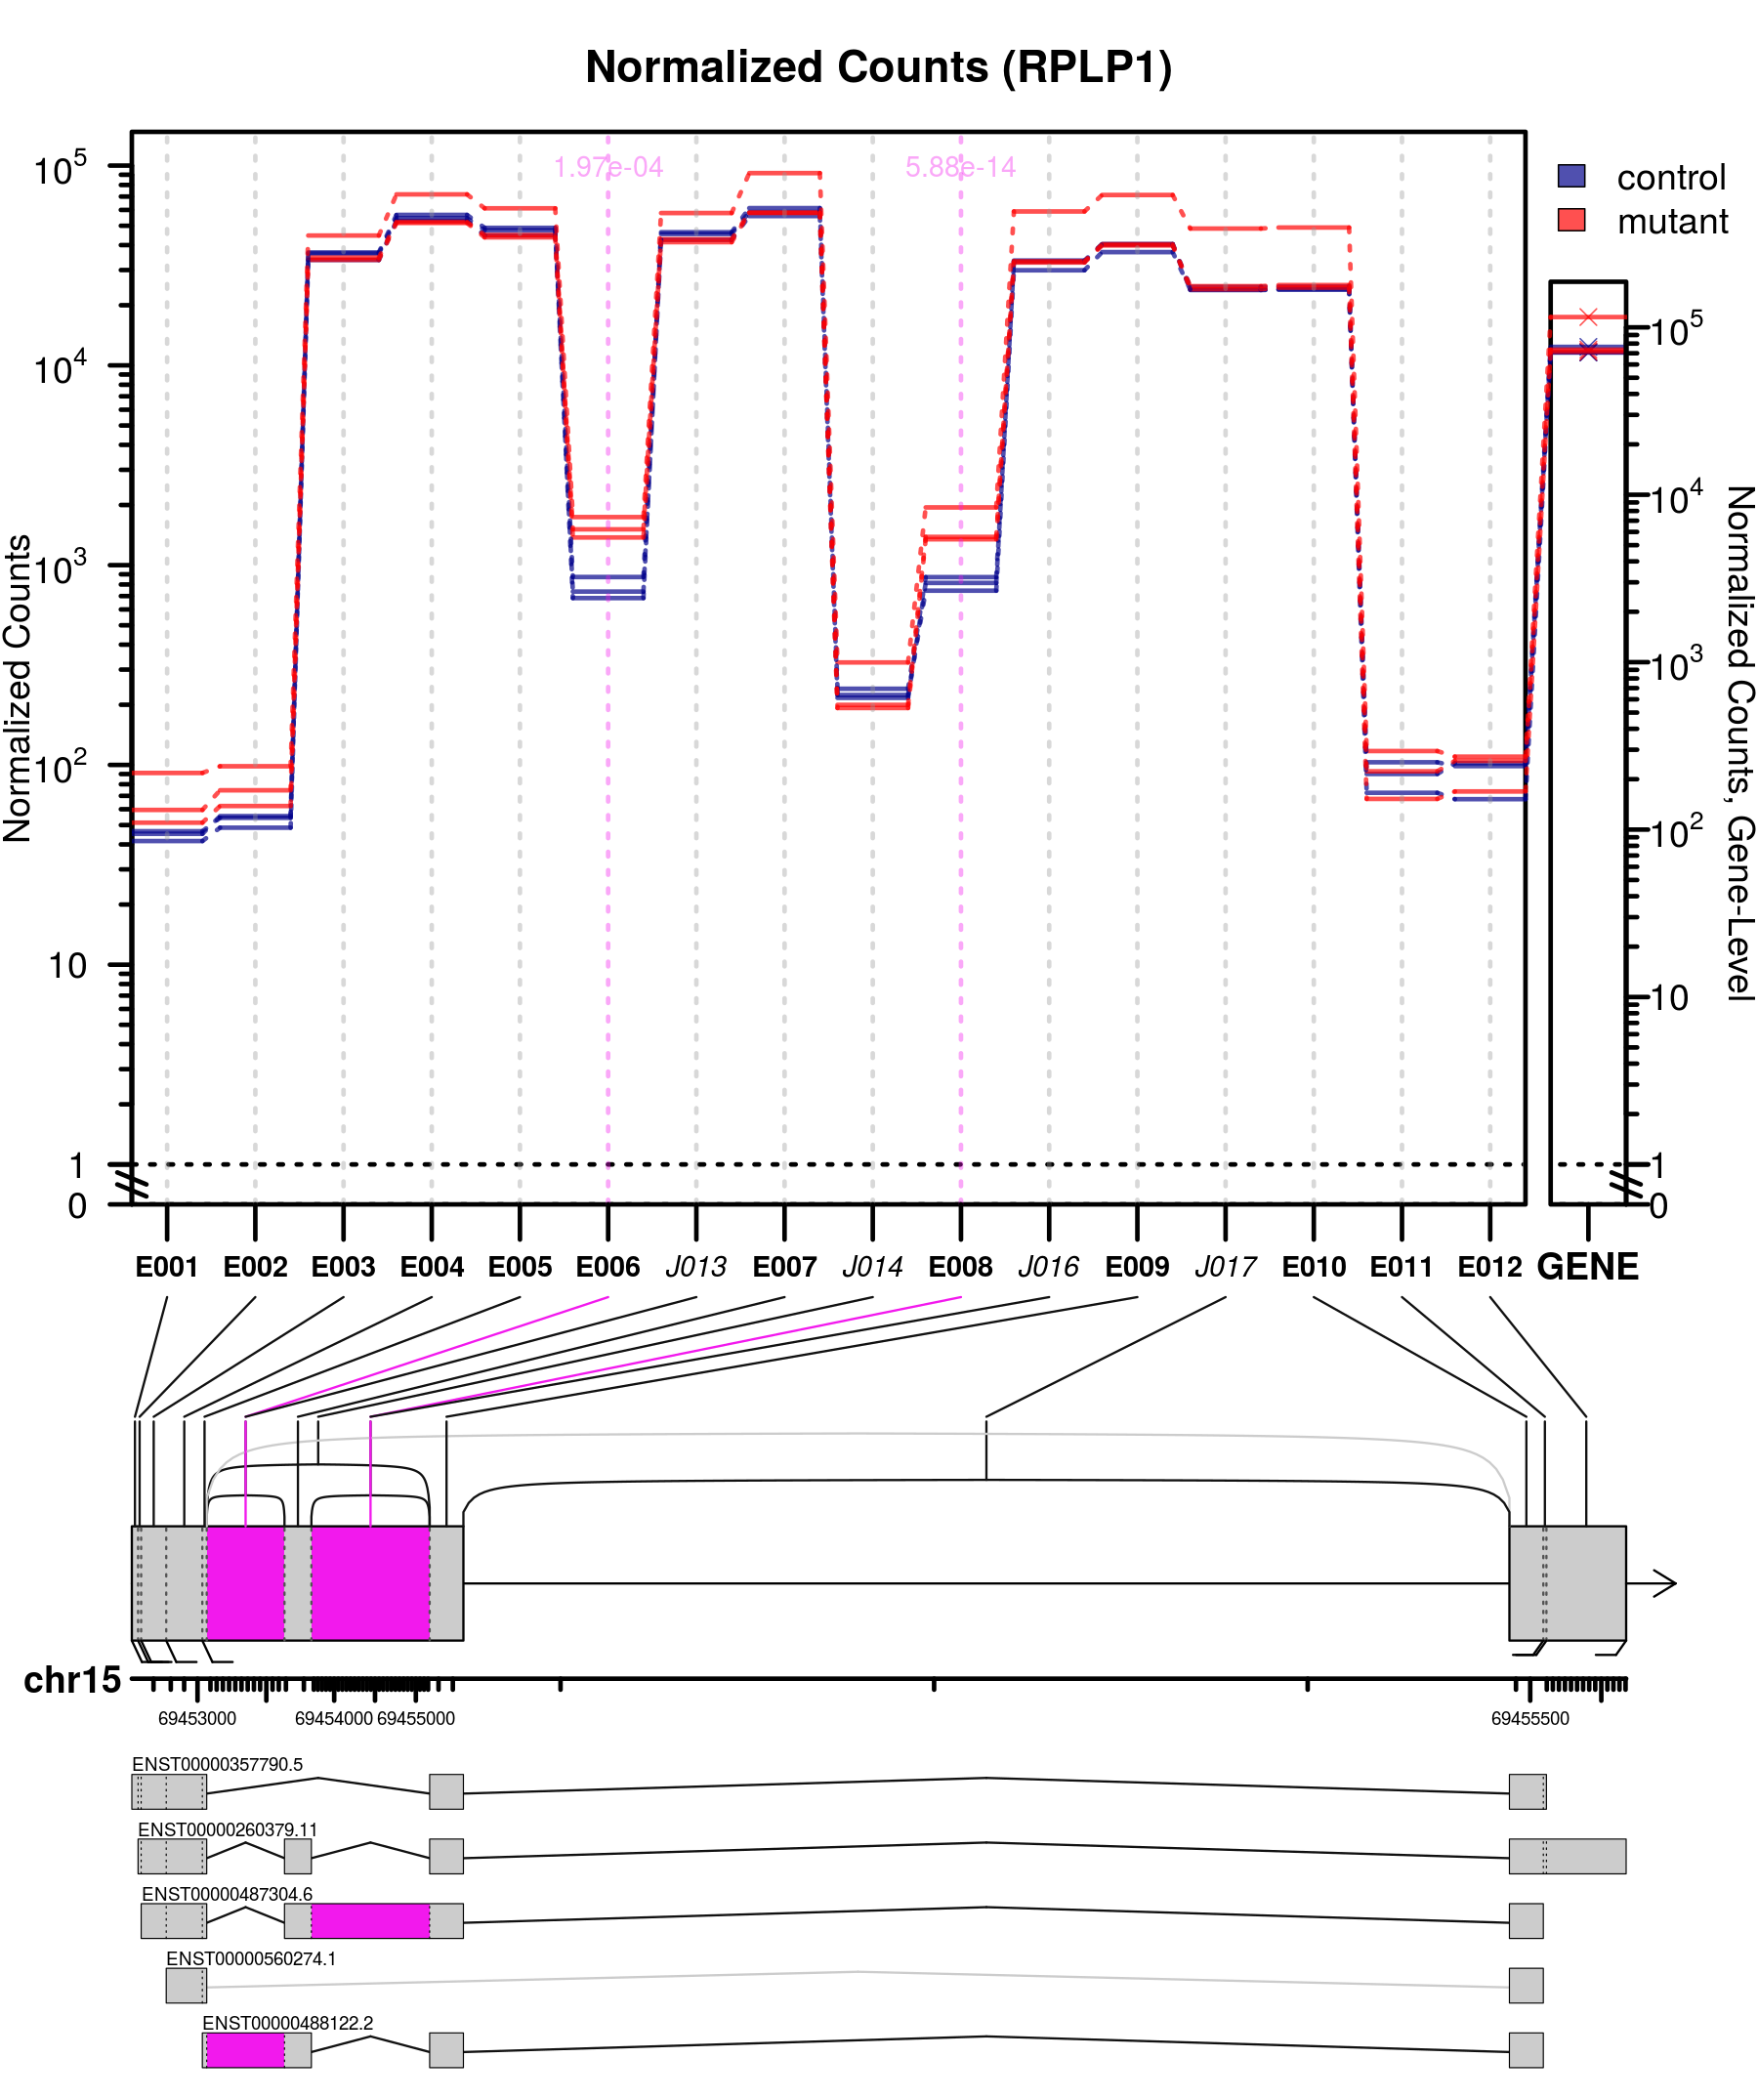 Normalized Counts (RPLP1)
1.97e-04 5.88e-14
control
mutant
Normalized Counts
10^5
10^4
10^3
10^2
10
1
0
10^5
10^4
10^3
10^2
10
1
0
Normalized Counts, Gene-Level
E001 E002 E003 E004 E005 E006 J013 E007 J014 E008 J016 E009 J017 E010 E011 E012 GENE
chr15
69453000 69454000 69455000 69455500
ENST00000357790.5
ENST00000260379.11
ENST00000487304.6
ENST00000560274.1
ENST00000488122.2